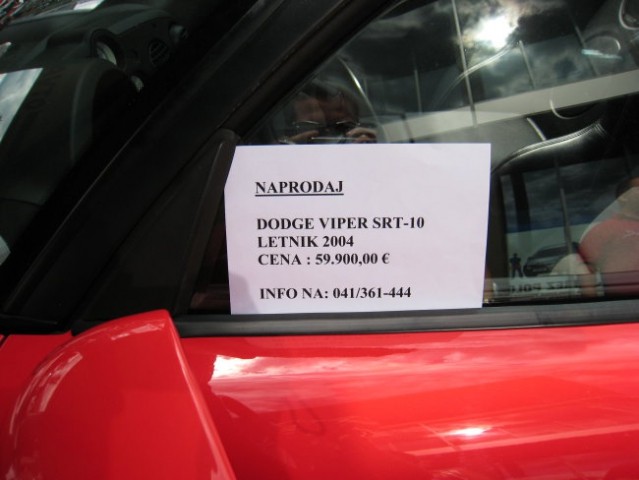 NAPRODAJ
DODGE VIPER SRT-10
LETNIK 2004
CENA : 59.900,00 €
INFO NA: 041/361-444